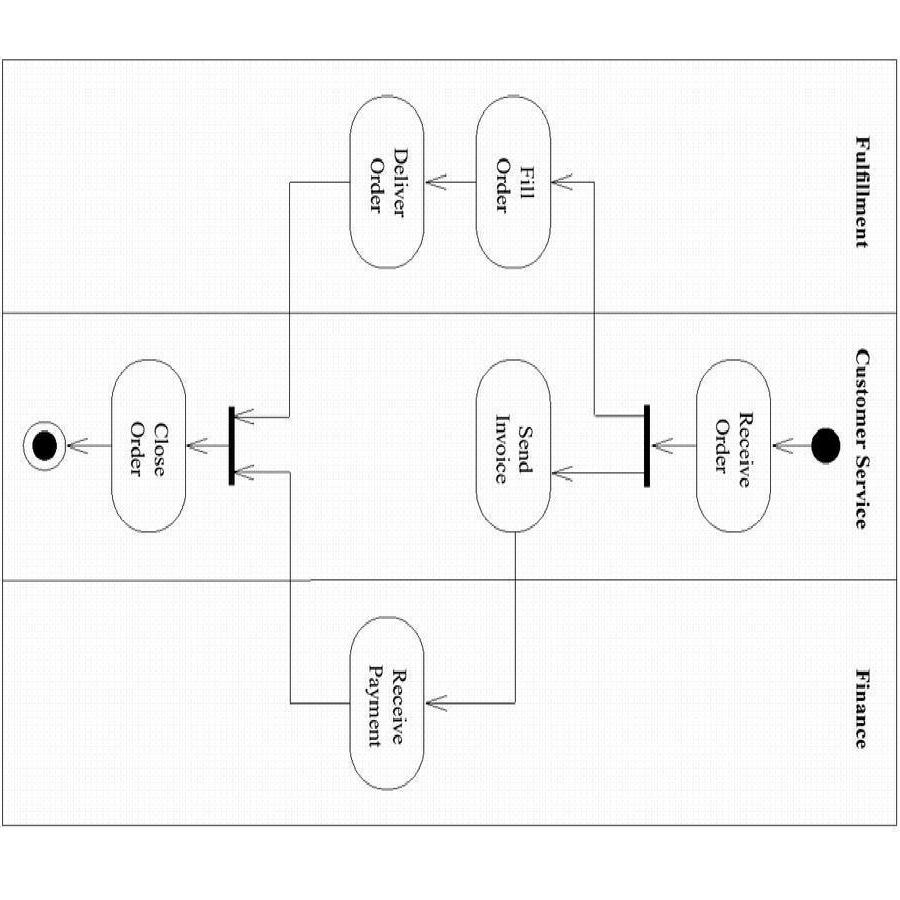 Fulfillment
Customer Service
Finance
Receive
Order
Fill
Order
Send
Invoice
Deliver
Order
Receive
Payment
Close
Order